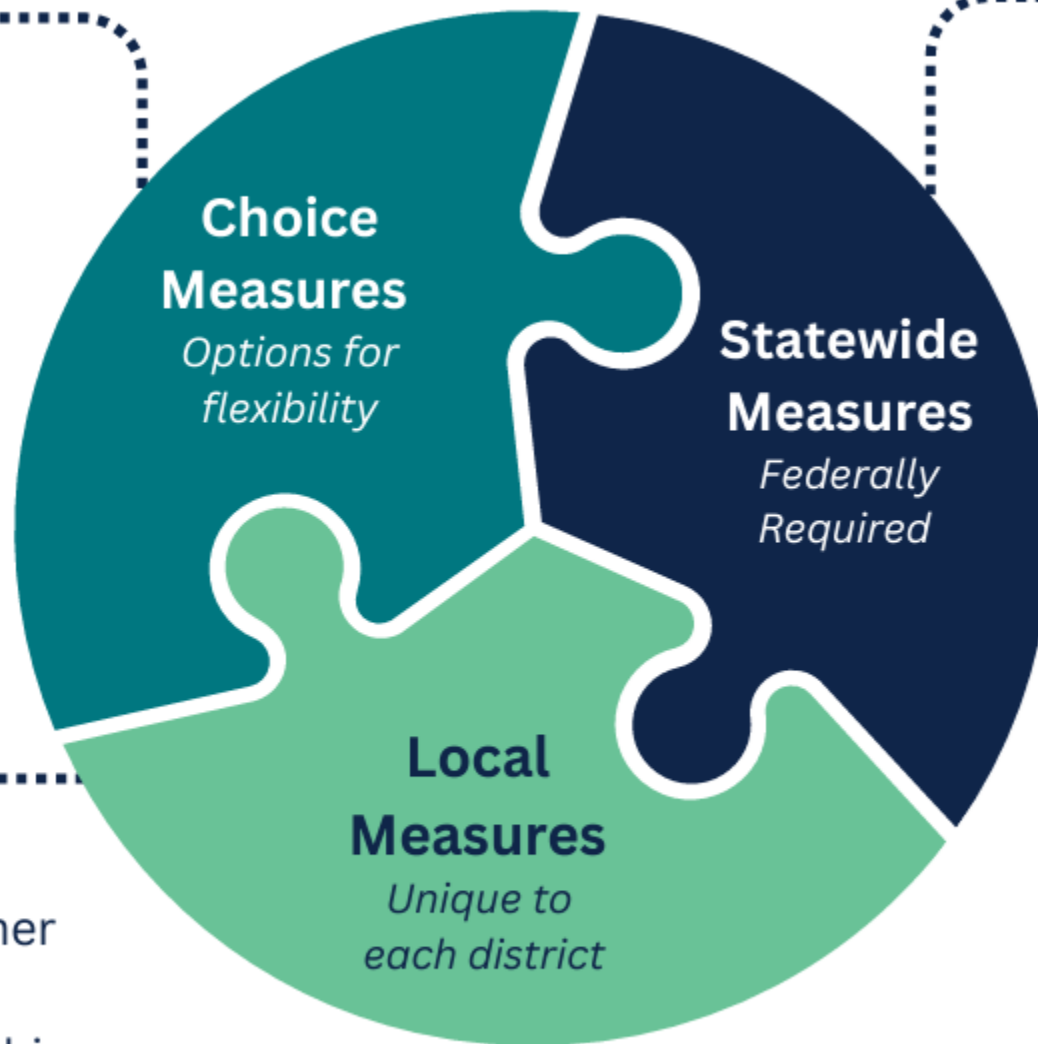 Choice
Measures
Options for
flexibility
Statewide
Measures
Federally
Required
Local
Measures
Unique to
each district